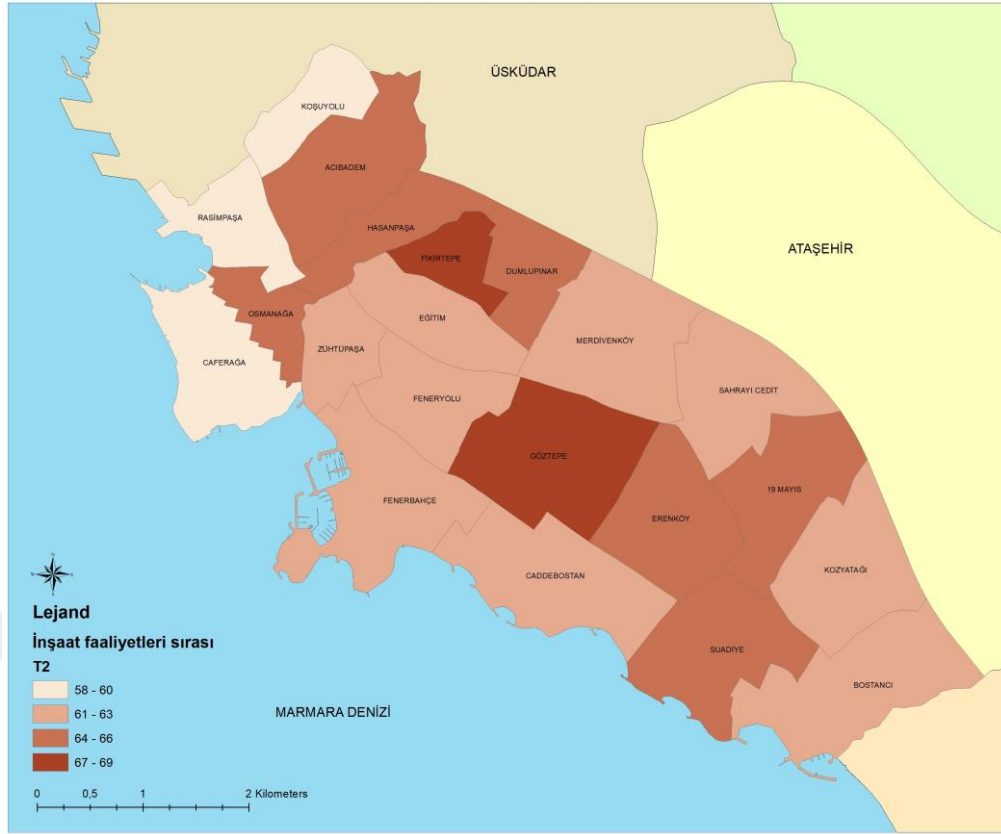 ÜSKÜDAR
KOŞUYOLU
ACIBADEM
RASİMPAŞA
HASANPAŞA
ATAŞEHİR
FİKİRTEPE
DUMLUPINAR
OSMANAĞA
EĞİTİM
MERDİVENKÖY
ZÜHTÜPAŞA
CAFERAĞA
SAHRAYI CEDİT
FENERYOLU
GÖZTEPE
19 MAYIS
FENERBAHÇE
ERENKÖY
KOZYATAĞI
CADDEBOSTAN
SUADİYE
BOSTANCI
MARMARA DENİZİ
Lejand
İnşaat faaliyetleri sırası
T2
58 - 60
61 - 63
64 - 66
67 - 69
0 0,5 1 2 Kilometers